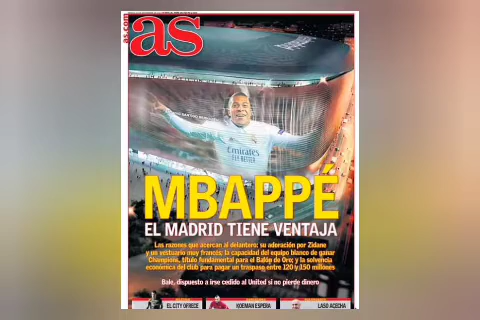 as.com
as
MBAPPÉ
EL MADRID TIENE VENTAJA
Las razones que acercan al delantero: su adoración por Zidane
y un vestuario muy francés; la capacidad del equipo blanco de ganar
Champions, título fundamental para el Balón de Oro; y la solvencia
económica del club para pagar un traspaso entre 120 y 150 millones
Bale, dispuesto a irse cedido al United si no pierde dinero
Emirates
FLY BETTER
EL CITY OFRECE
KOEMAN ESPERA
LASO ACECHA